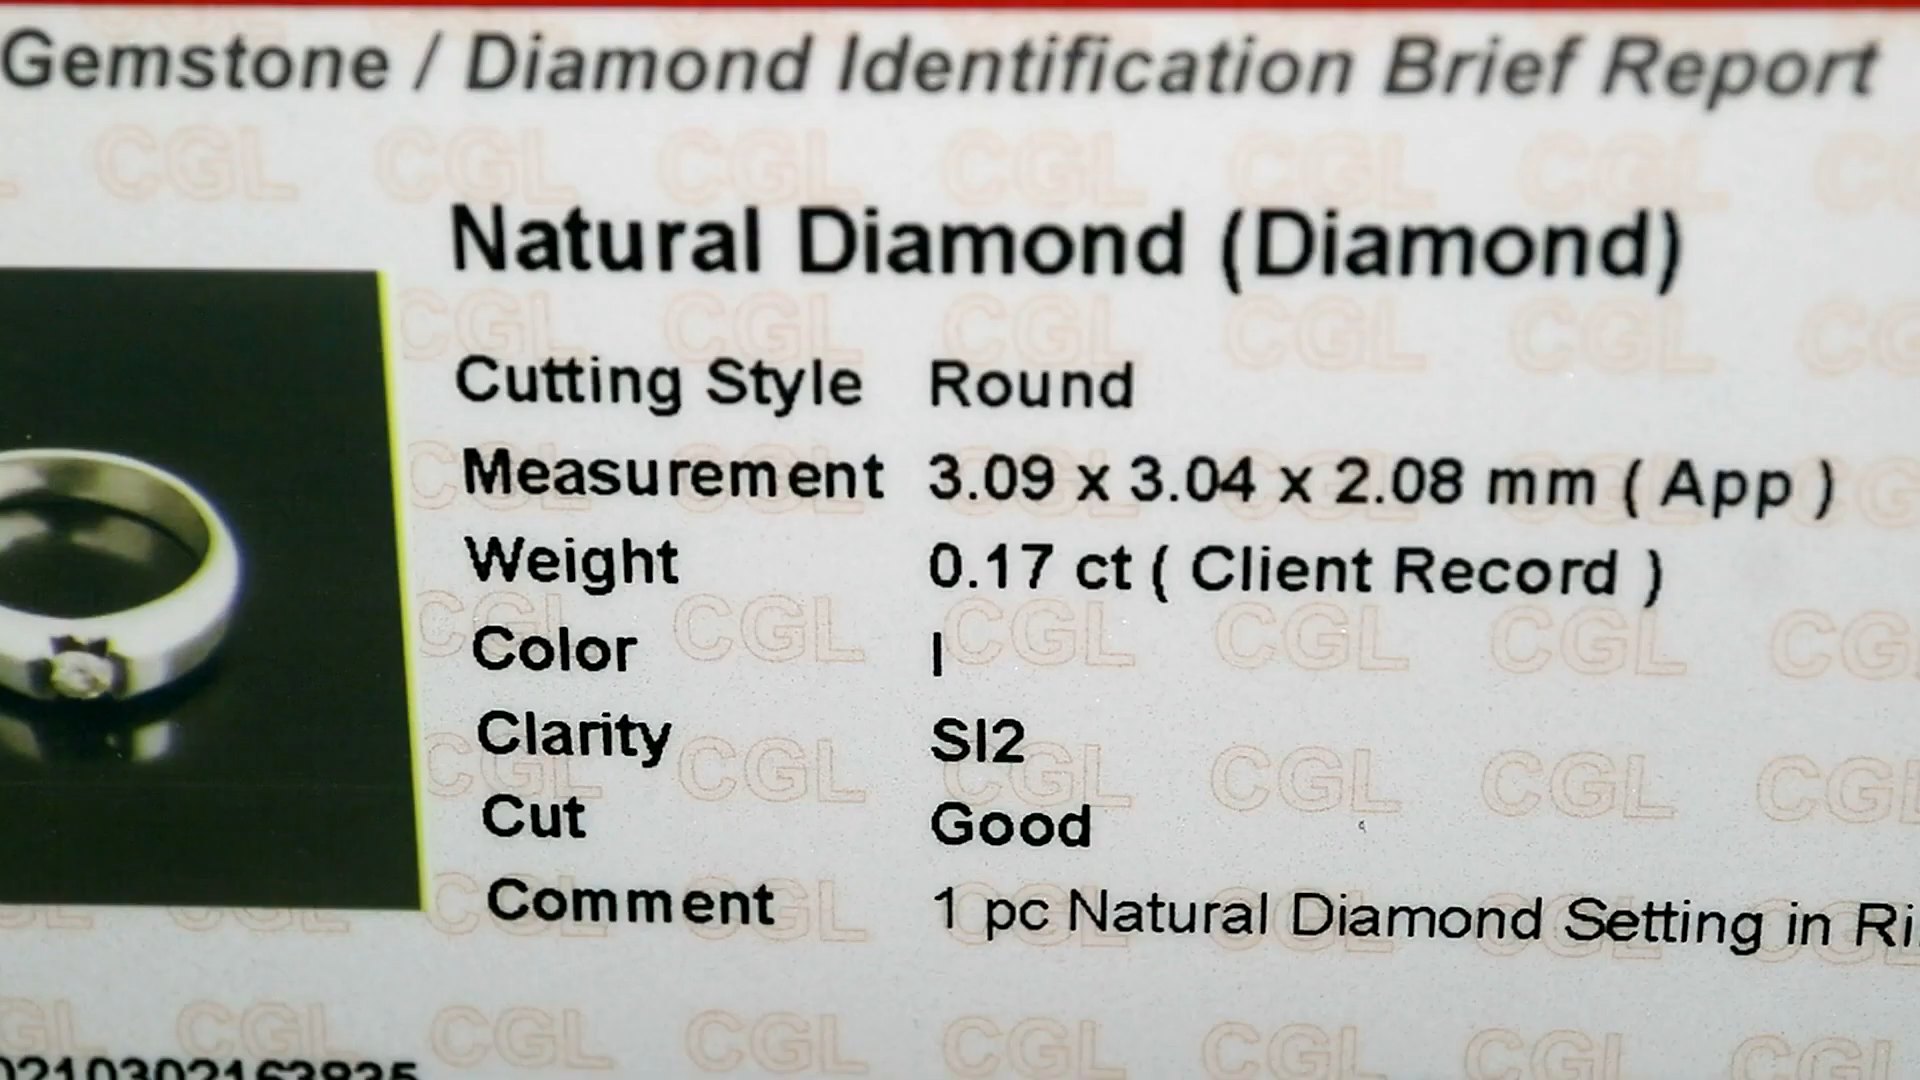 Gemstone / Diamond Identification Brief Report
Natural Diamond (Diamond)
Cutting Style Round
Measurement 3.09 x 3.04 x 2.08 mm ( App )
Weight 0.17 ct ( Client Record )
Color I
Clarity SI2
Cut Good
Comment 1 pc Natural Diamond Setting in
CGL